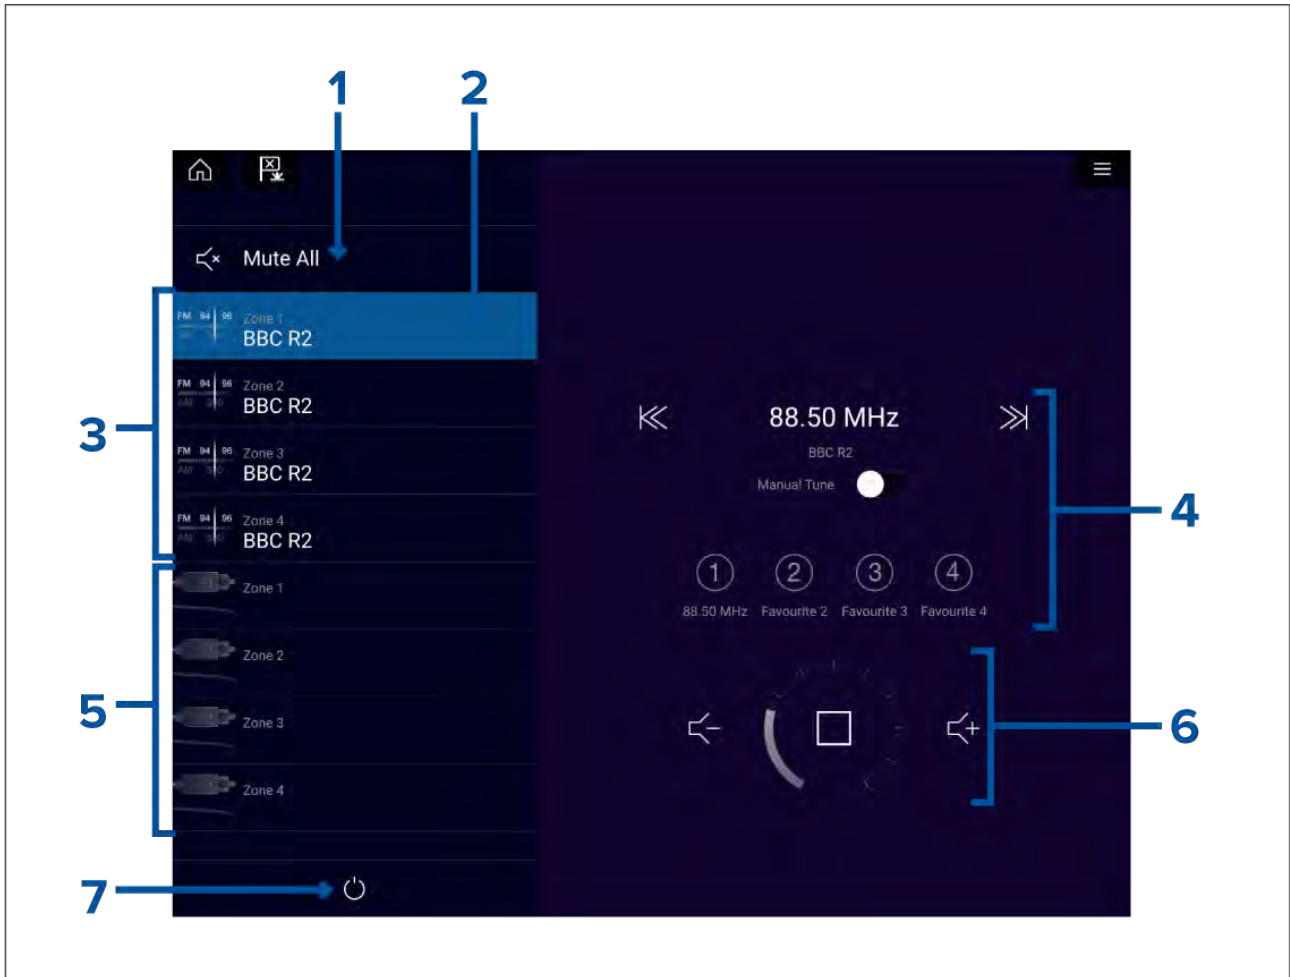 1 2
Mute All
3
FM 94 96 Zone 1
BBC R2
FM 94 96 Zone 2
BBC R2
FM 94 96 Zone 3
BBC R2
FM 94 96 Zone 4
BBC R2
88.50 MHz
BBC R2
Manual Tune
4
1 2 3 4
88.50 MHz Favourite 2 Favourite 3 Favourite 4
5
Zone 1
Zone 2
Zone 3
Zone 4
6
7